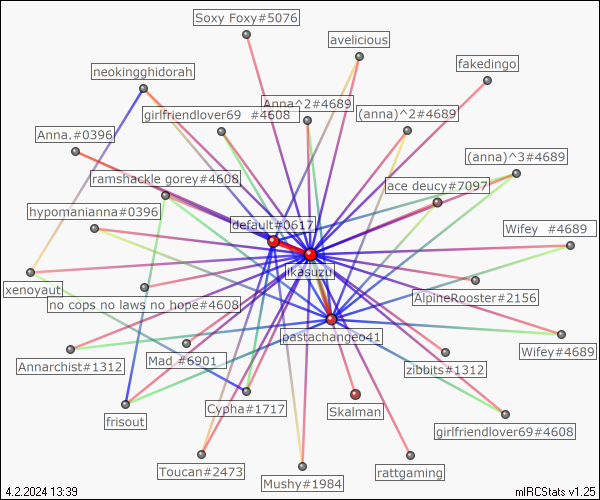 Soxy Foxy#5076
avelicious
fakedingo
neokingghidorah
Anna^2#4689
girlfriendlover69 #4608
(anna)^2#4689
Anna.#0396
(anna)^3#4689
ramshackle gorey#4608
ace deucy#7097
hypomanianna#0396
default#0617
Wifey #4689
likasuzu
xenoyaut
no cops no laws no hope#4608
AlpineRooster#2156
pastachangeo41
Wifey#4689
Mad #6901
Annarchist#1312
zibbits#1312
Cypha#1717
Skalman
frisout
girlfriendlover69#4608
Toucan#2473
rattgaming
Mushy#1984
4.2.2024 13:39
mIRCStats v1.25